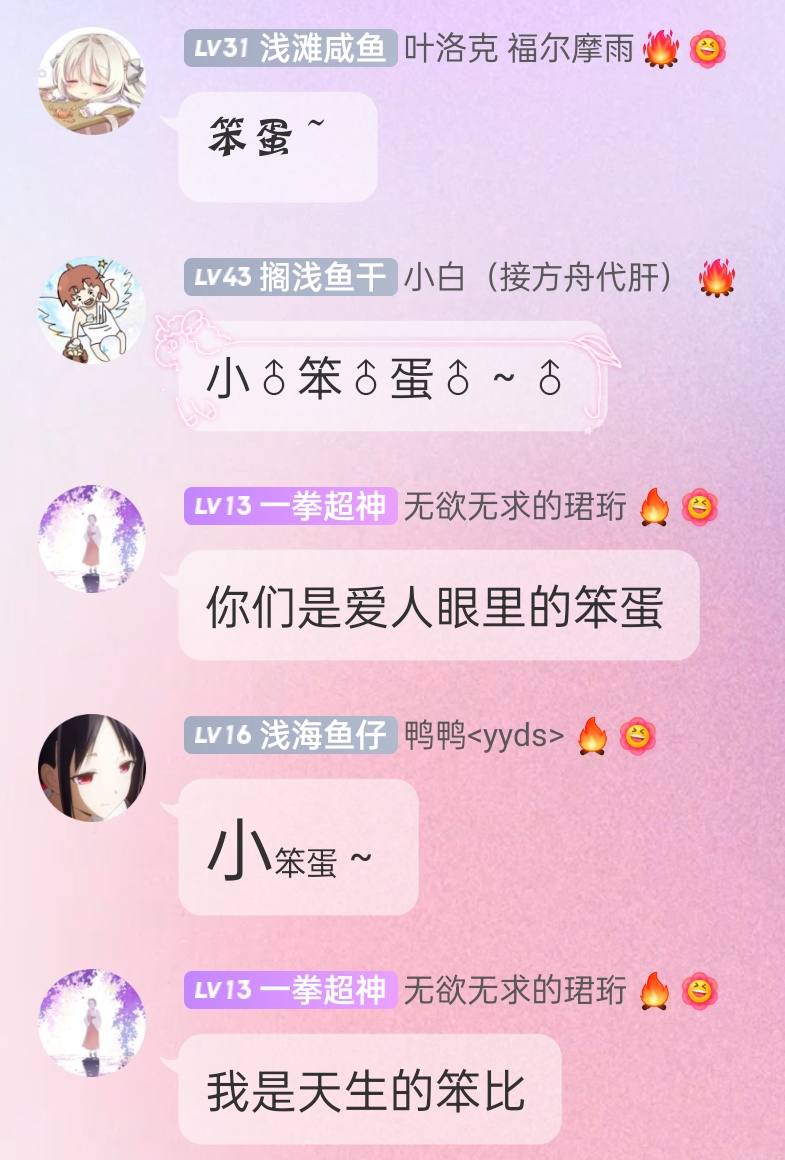 LV31 浅滩咸鱼 叶洛克 福尔摩雨
笨蛋~
LV43 搁浅鱼干 小白（接方舟代肝）
小♂笨♂蛋♂~♂
LV13 一拳超神 无欲无求的珺珩
你们是爱人眼里的笨蛋
LV16 浅海鱼仔 鸭鸭<yyds>
小笨蛋~
LV13 一拳超神 无欲无求的珺珩
我是天生的笨比